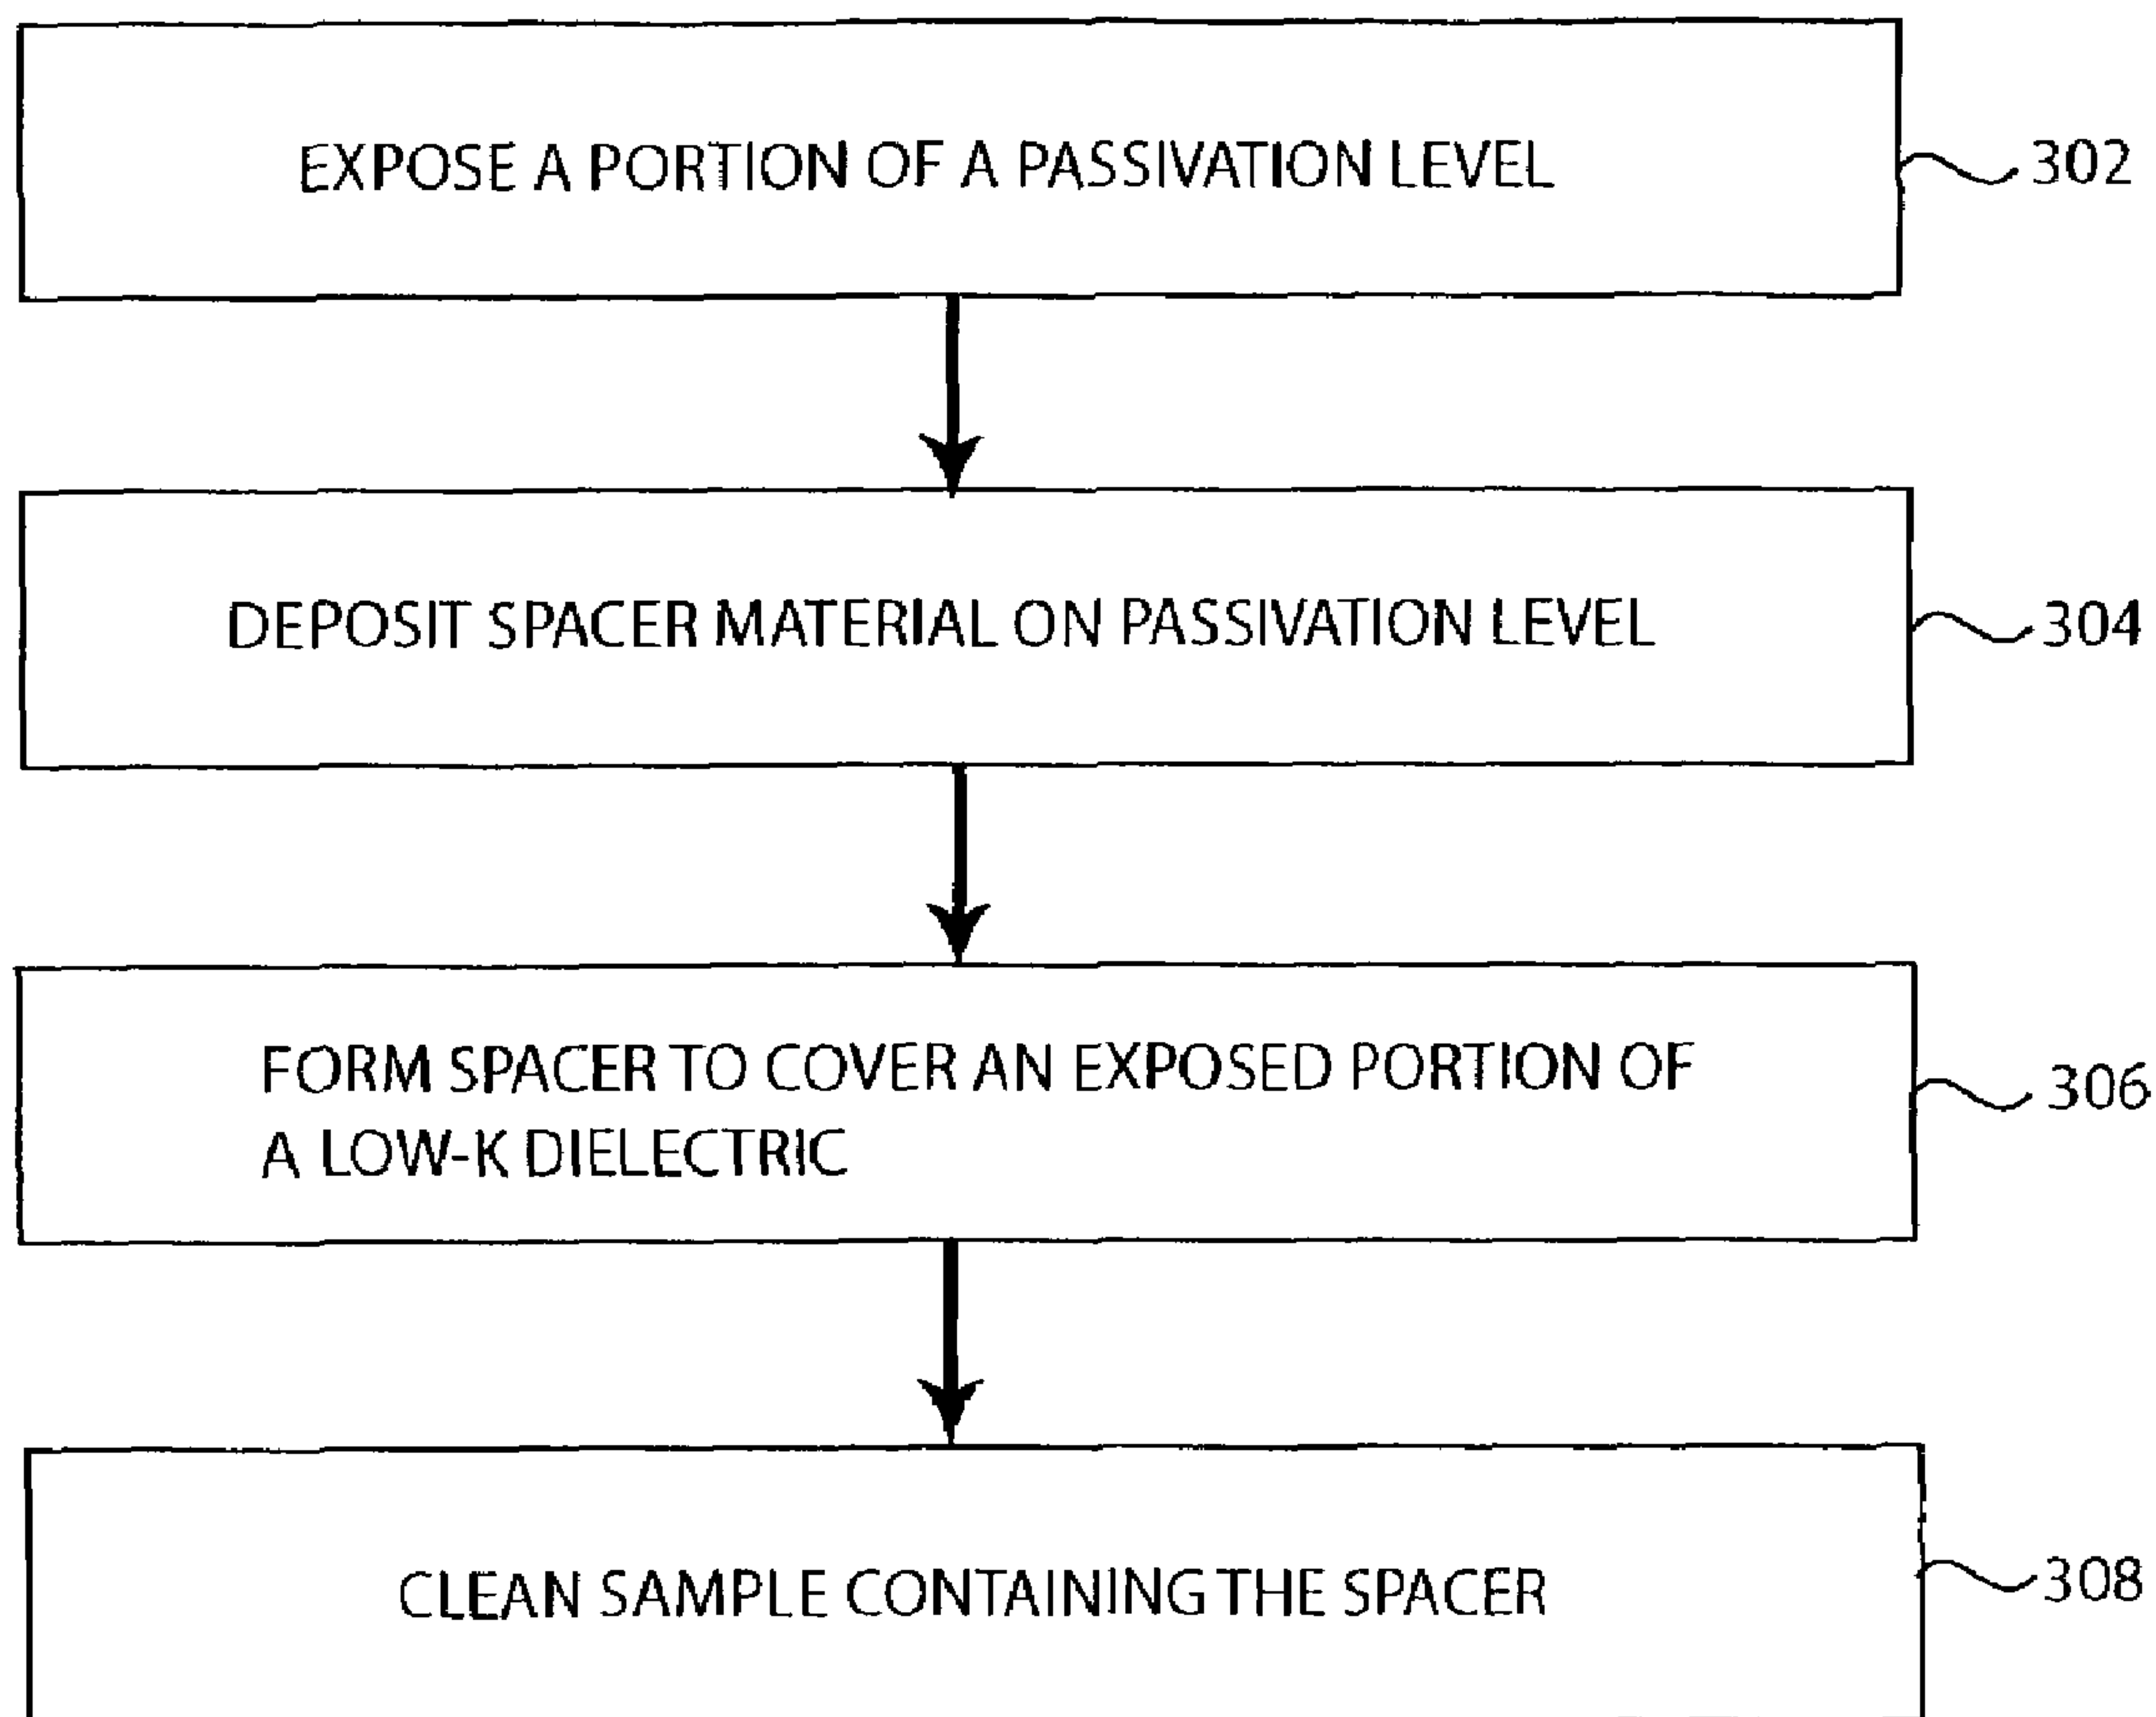 EXPOSE A PORTION OF A PASSIVATION LEVEL
302
DEPOSIT SPACER MATERIAL ON PASSIVATION LEVEL
304
FORM SPACER TO COVER AN EXPOSED PORTION OF
A LOW-K DIELECTRIC
306
CLEAN SAMPLE CONTAINING THE SPACER
308